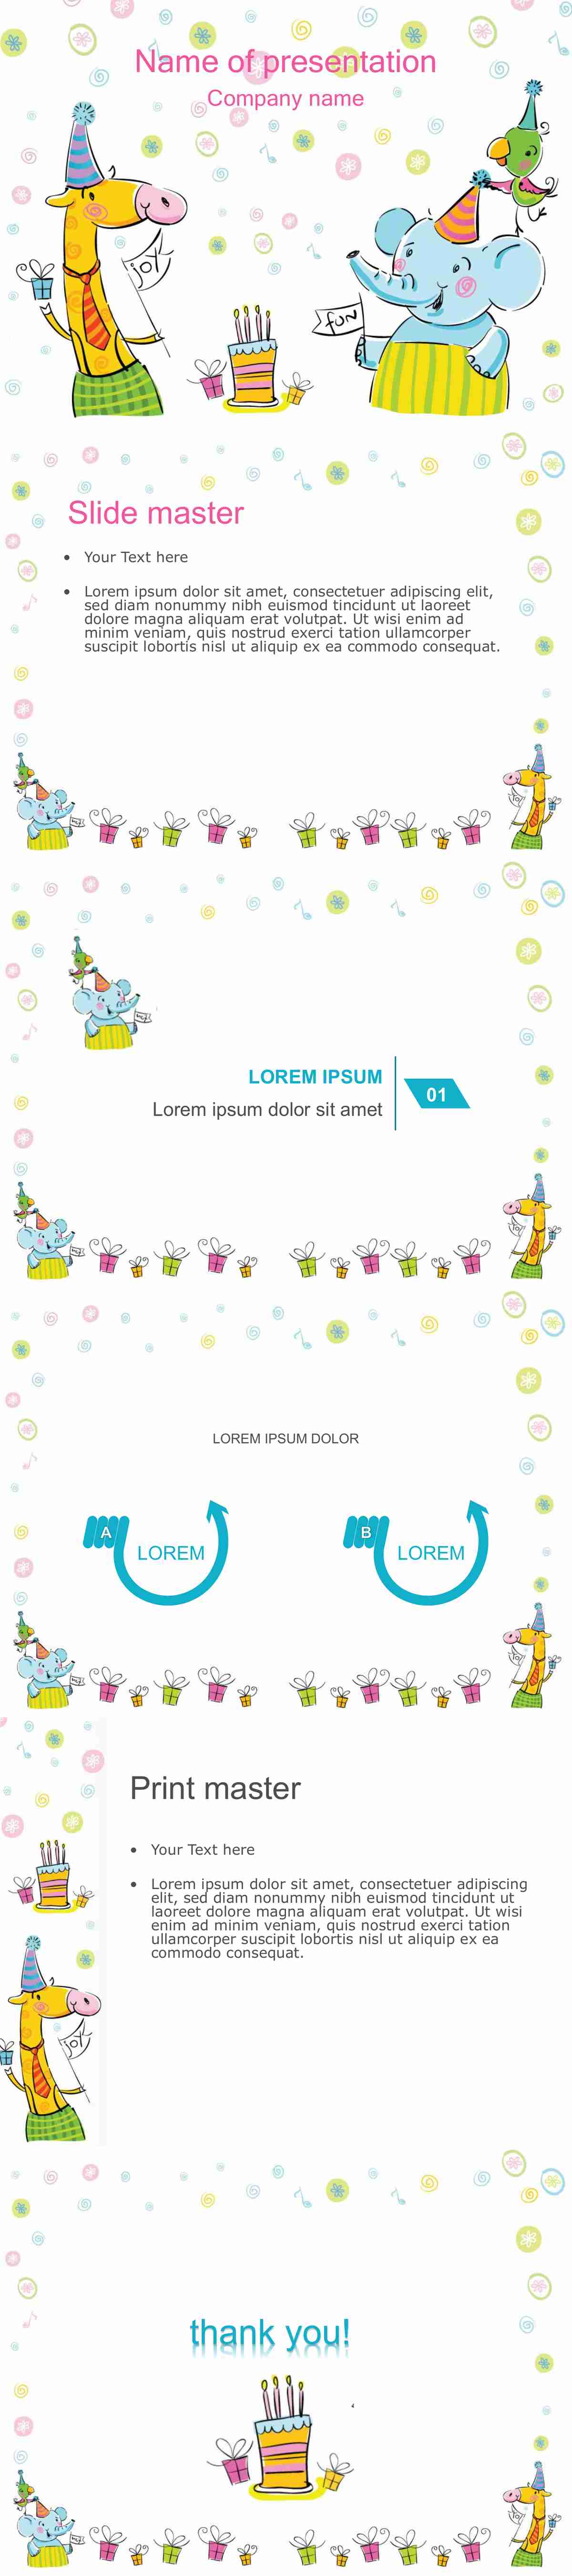 Name of presentation
Company name
joy
fun
Slide master
• Your Text here
• Lorem ipsum dolor sit amet, consectetuer adipiscing elit,
sed diam nonummy nibh euismod tincidunt ut laoreet
dolore magna aliquam erat volutpat. Ut wisi enim ad
minim veniam, quis nostrud exerci tation ullamcorper
suscipit lobortis nisl ut aliquip ex ea commodo consequat.
LOREM IPSUM
Lorem ipsum dolor sit amet
01
LOREM IPSUM DOLOR
A
LOREM
B
LOREM
Print master
• Your Text here
• Lorem ipsum dolor sit amet, consectetuer adipiscing
elit, sed diam nonummy nibh euismod tincidunt ut
laoreet dolore magna aliquam erat volutpat. Ut wisi
enim ad minim veniam, quis nostrud exerci tation
ullamcorper suscipit lobortis nisl ut aliquip ex ea
commodo consequat.
joy
thank you!